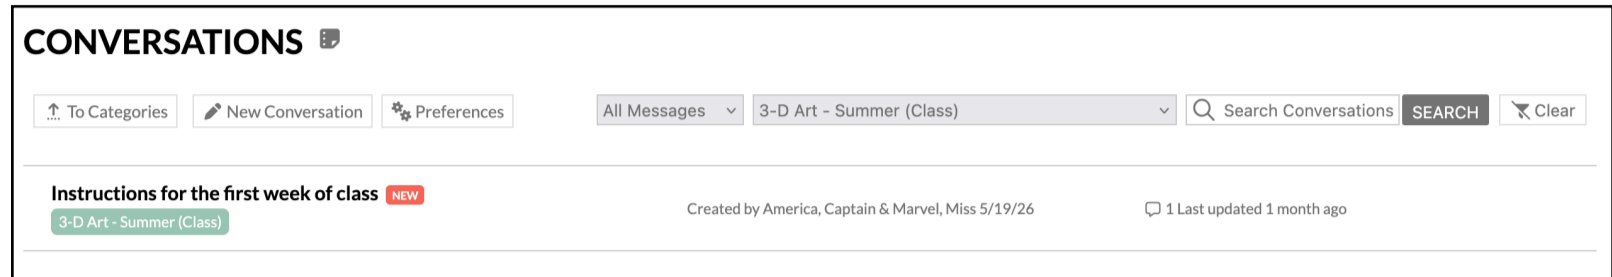 CONVERSATIONS
To Categories New Conversation Preferences All Messages 3-D Art - Summer (Class) Search Conversations SEARCH Clear
Instructions for the first week of class NEW
3-D Art - Summer (Class)
Created by America, Captain & Marvel, Miss 5/19/26 1 Last updated 1 month ago